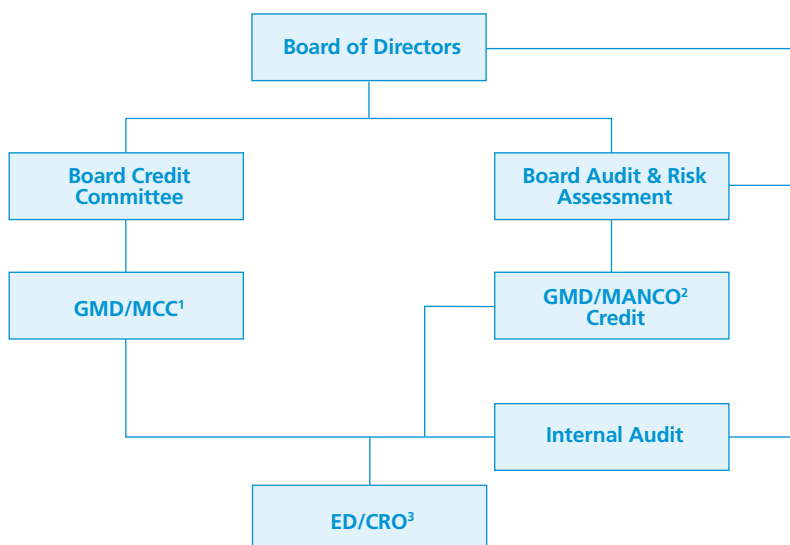 Board of Directors
Board Credit
Committee
Board Audit & Risk
Assessment
GMD/MCC¹
GMD/MANCO²
Credit
Internal Audit
ED/CRO³